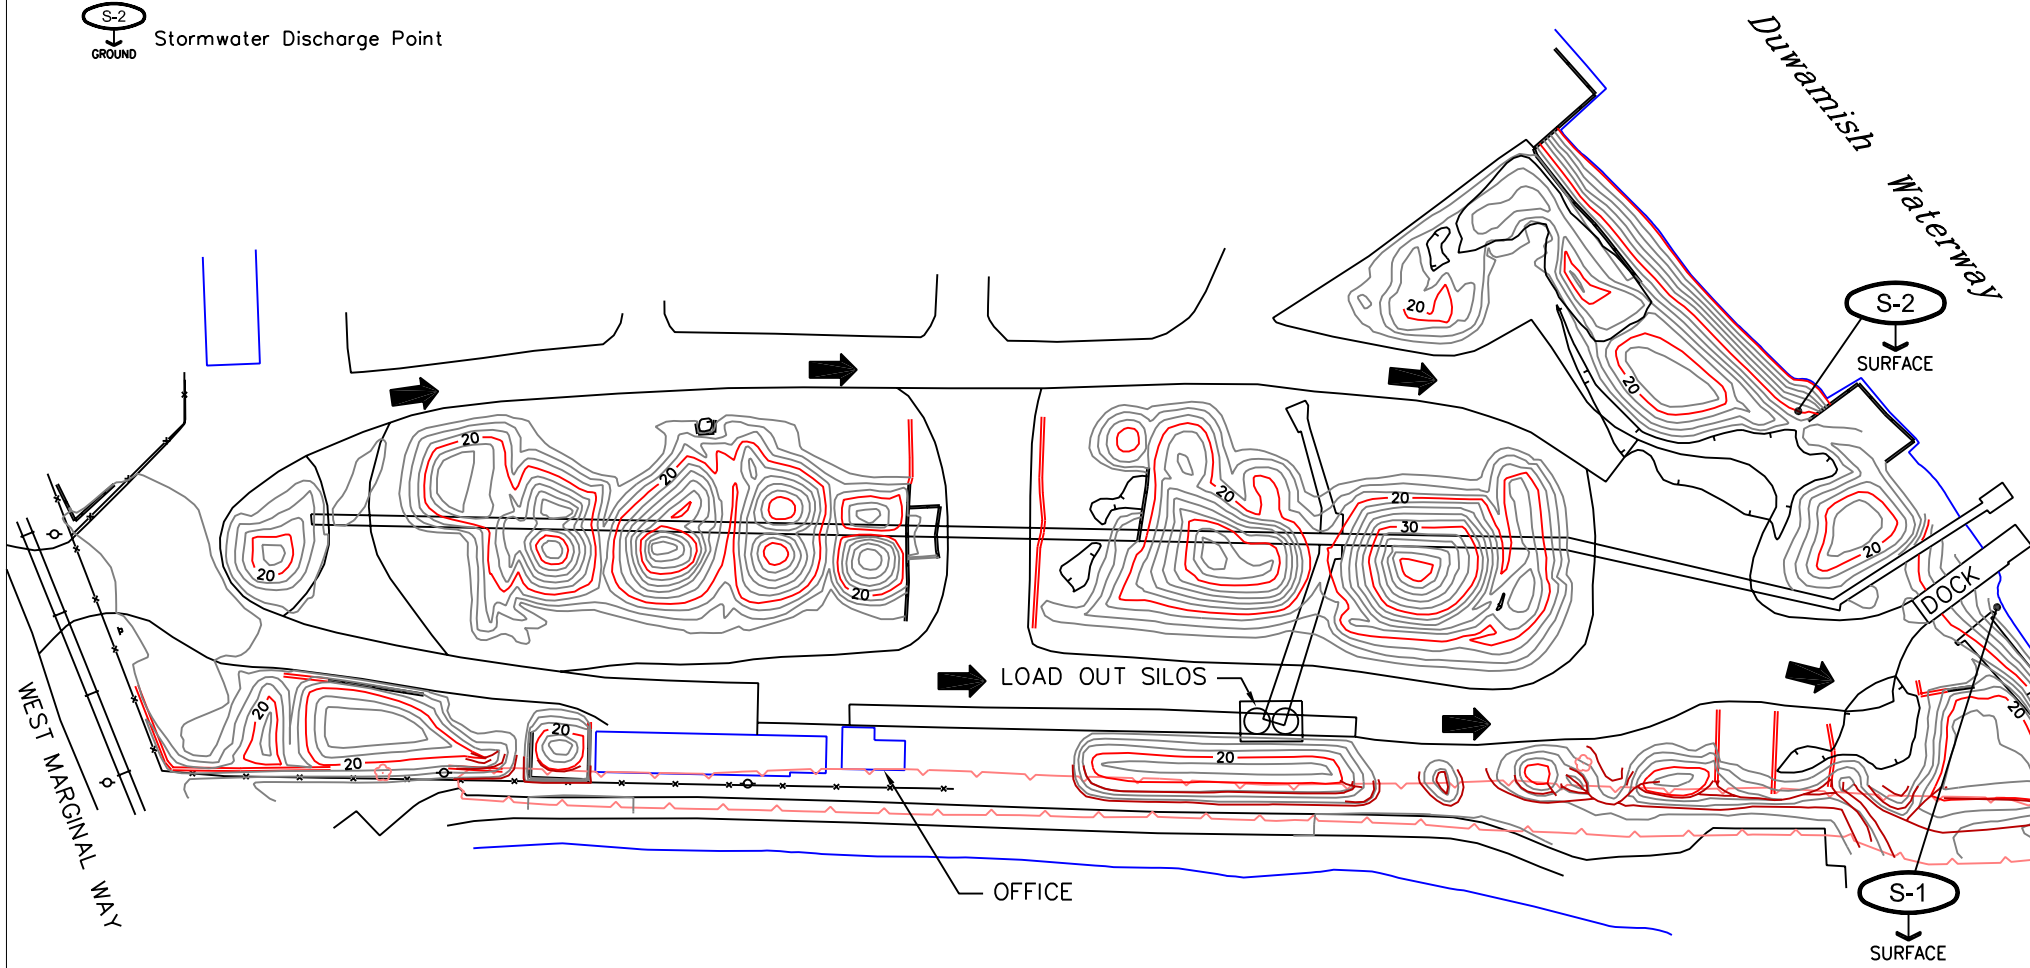 S-2
GROUND
Stormwater Discharge Point
Duwamish Waterway
S-2
SURFACE
20
20
20
20
20
20
30
20
20
20
20
DOCK
LOAD OUT SILOS
WEST MARGINAL WAY
20
20
20
20
20
OFFICE
S-1
SURFACE